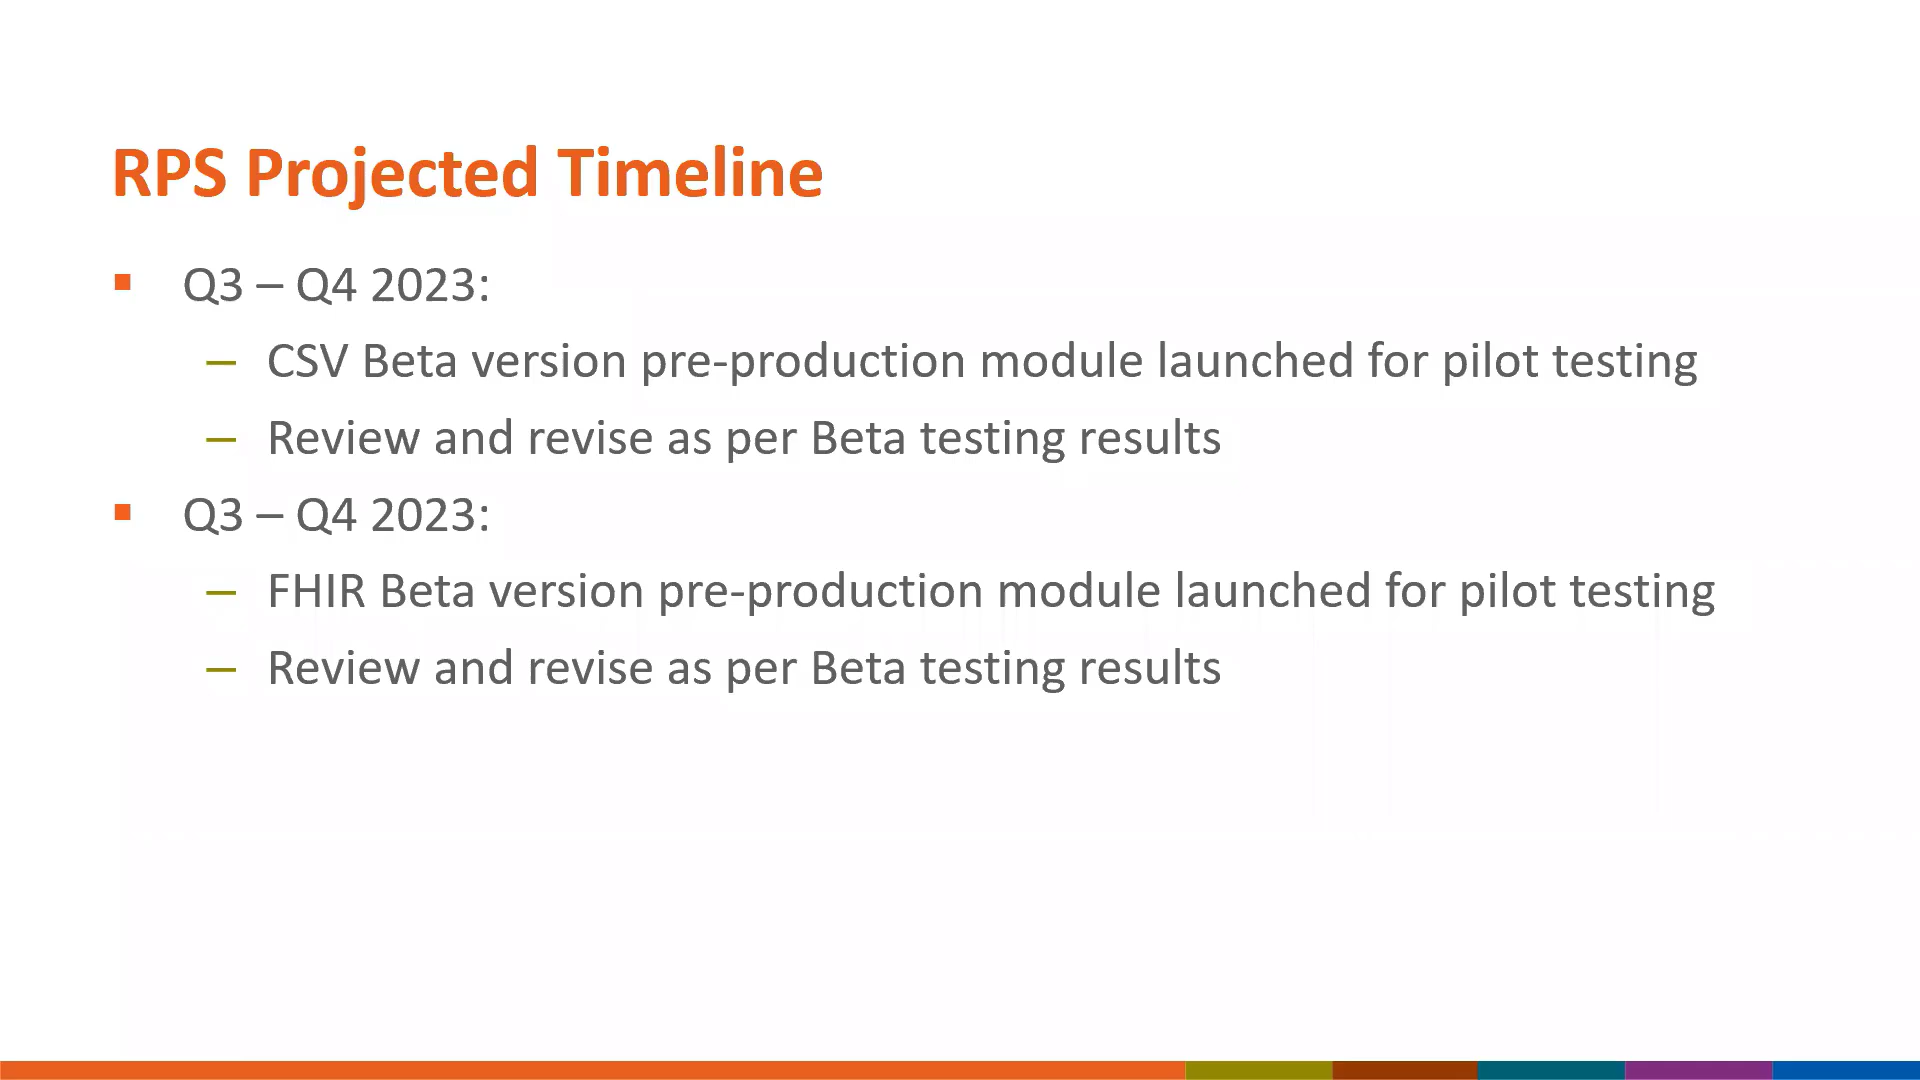 RPS Projected Timeline
▪ Q3 – Q4 2023:
– CSV Beta version pre-production module launched for pilot testing
– Review and revise as per Beta testing results
▪ Q3 – Q4 2023:
– FHIR Beta version pre-production module launched for pilot testing
– Review and revise as per Beta testing results